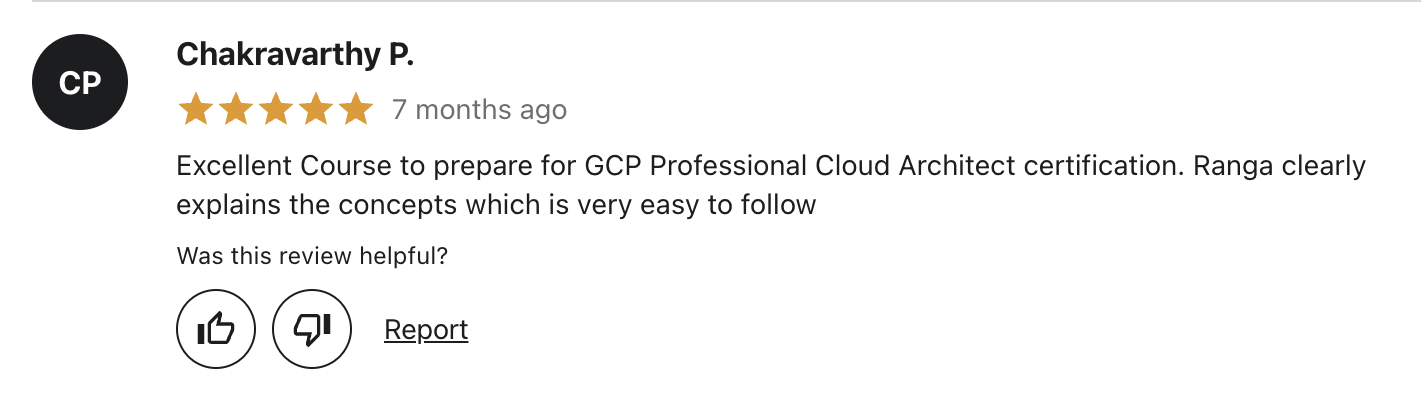 CP
Chakravarthy P.
7 months ago
Excellent Course to prepare for GCP Professional Cloud Architect certification. Ranga clearly
explains the concepts which is very easy to follow
Was this review helpful?
Report